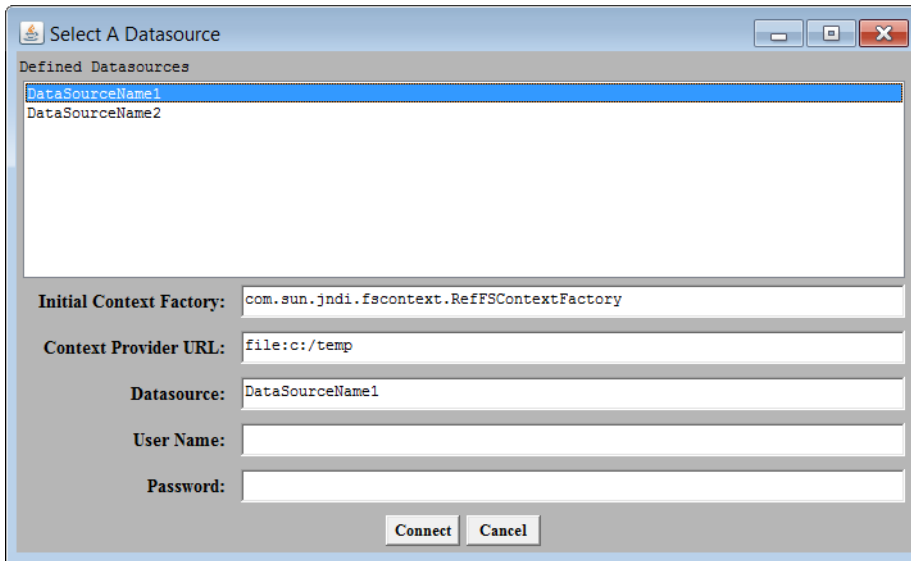 Select A Datasource
Defined Datasources
DataSourceName1
DataSourceName2
Initial Context Factory: com.sun.jndi.fscontext.RefFSContextFactory
Context Provider URL: file:c:/temp
Datasource: DataSourceName1
User Name:
Password:
Connect Cancel